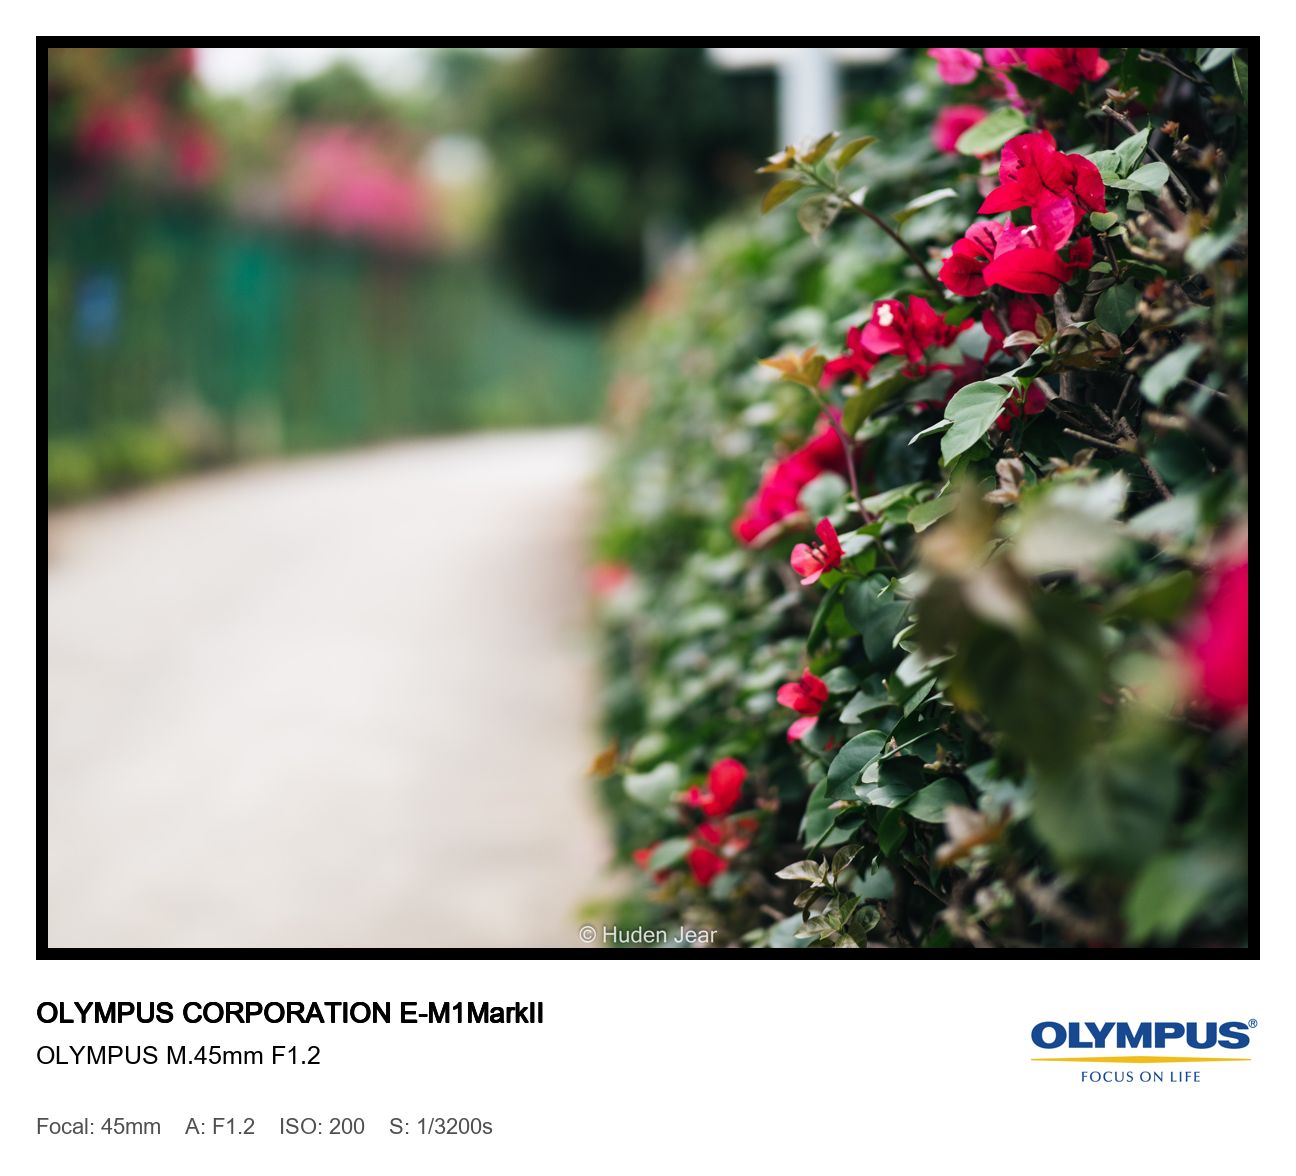 © Huden Jear
OLYMPUS CORPORATION E-M1MarkII
OLYMPUS M.45mm F1.2
Focal: 45mm A: F1.2 ISO: 200 S: 1/3200s
OLYMPUS®
FOCUS ON LIFE